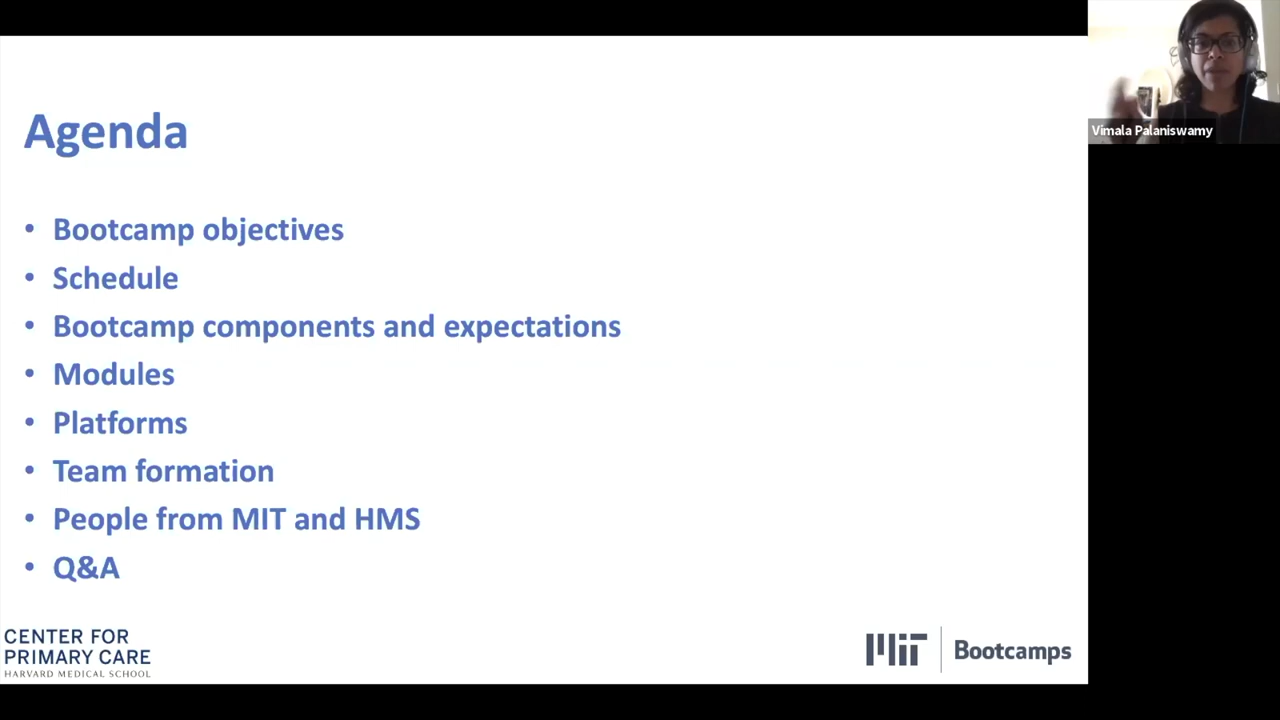 Agenda
• Bootcamp objectives
• Schedule
• Bootcamp components and expectations
• Modules
• Platforms
• Team formation
• People from MIT and HMS
• Q&A
CENTER FOR
PRIMARY CARE
HARVARD MEDICAL SCHOOL
MIT Bootcamps
Vimala Palaniswamy